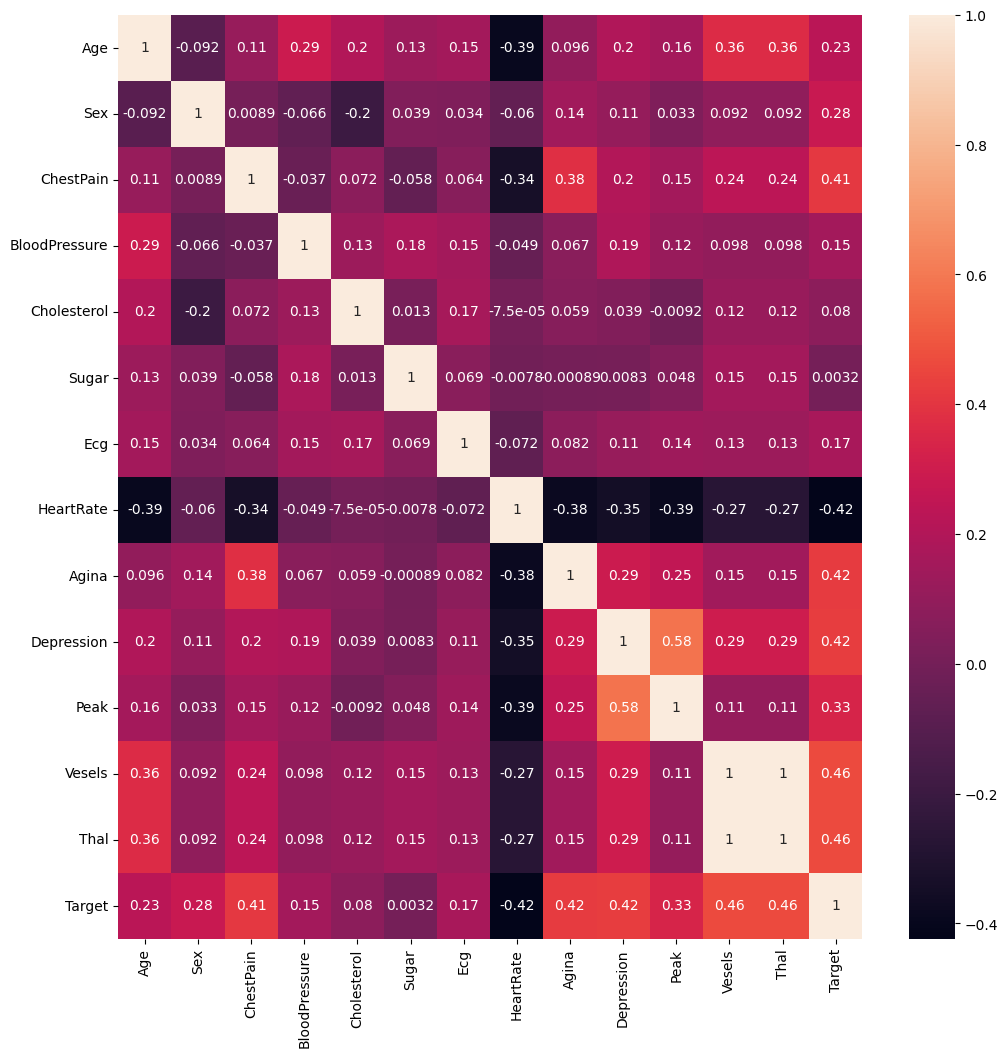 Age 1 -0.092 0.11 0.29 0.2 0.13 0.15 -0.39 0.096 0.2 0.16 0.36 0.36 0.23
Sex -0.092 1 0.0089 -0.066 -0.2 0.039 0.034 -0.06 0.14 0.11 0.033 0.092 0.092 0.28
ChestPain 0.11 0.0089 1 -0.037 0.072 -0.058 0.064 -0.34 0.38 0.2 0.15 0.24 0.24 0.41
BloodPressure 0.29 -0.066 -0.037 1 0.13 0.18 0.15 -0.049 0.067 0.19 0.12 0.098 0.098 0.15
Cholesterol 0.2 -0.2 0.072 0.13 1 0.013 0.17 -7.5e-05 0.059 0.039 -0.0092 0.12 0.12 0.08
Sugar 0.13 0.039 -0.058 0.18 0.013 1 0.069 -0.0078 -0.00089 0.0083 0.048 0.15 0.15 0.0032
Ecg 0.15 0.034 0.064 0.15 0.17 0.069 1 -0.072 0.082 0.11 0.14 0.13 0.13 0.17
HeartRate -0.39 -0.06 -0.34 -0.049 -7.5e-05 -0.0078 -0.072 1 -0.38 -0.35 -0.39 -0.27 -0.27 -0.42
Agina 0.096 0.14 0.38 0.067 0.059 -0.00089 0.082 -0.38 1 0.29 0.25 0.15 0.15 0.42
Depression 0.2 0.11 0.2 0.19 0.039 0.0083 0.11 -0.35 0.29 1 0.58 0.29 0.29 0.42
Peak 0.16 0.033 0.15 0.12 -0.0092 0.048 0.14 -0.39 0.25 0.58 1 0.11 0.11 0.33
Vesels 0.36 0.092 0.24 0.098 0.12 0.15 0.13 -0.27 0.15 0.29 0.11 1 1 0.46
Thal 0.36 0.092 0.24 0.098 0.12 0.15 0.13 -0.27 0.15 0.29 0.11 1 1 0.46
Target 0.23 0.28 0.41 0.15 0.08 0.0032 0.17 -0.42 0.42 0.42 0.33 0.46 0.46 1
Age Sex ChestPain BloodPressure Cholesterol Sugar Ecg HeartRate Agina Depression Peak Vesels Thal Target
1.0
0.8
0.6
0.4
0.2
0.0
−0.2
−0.4